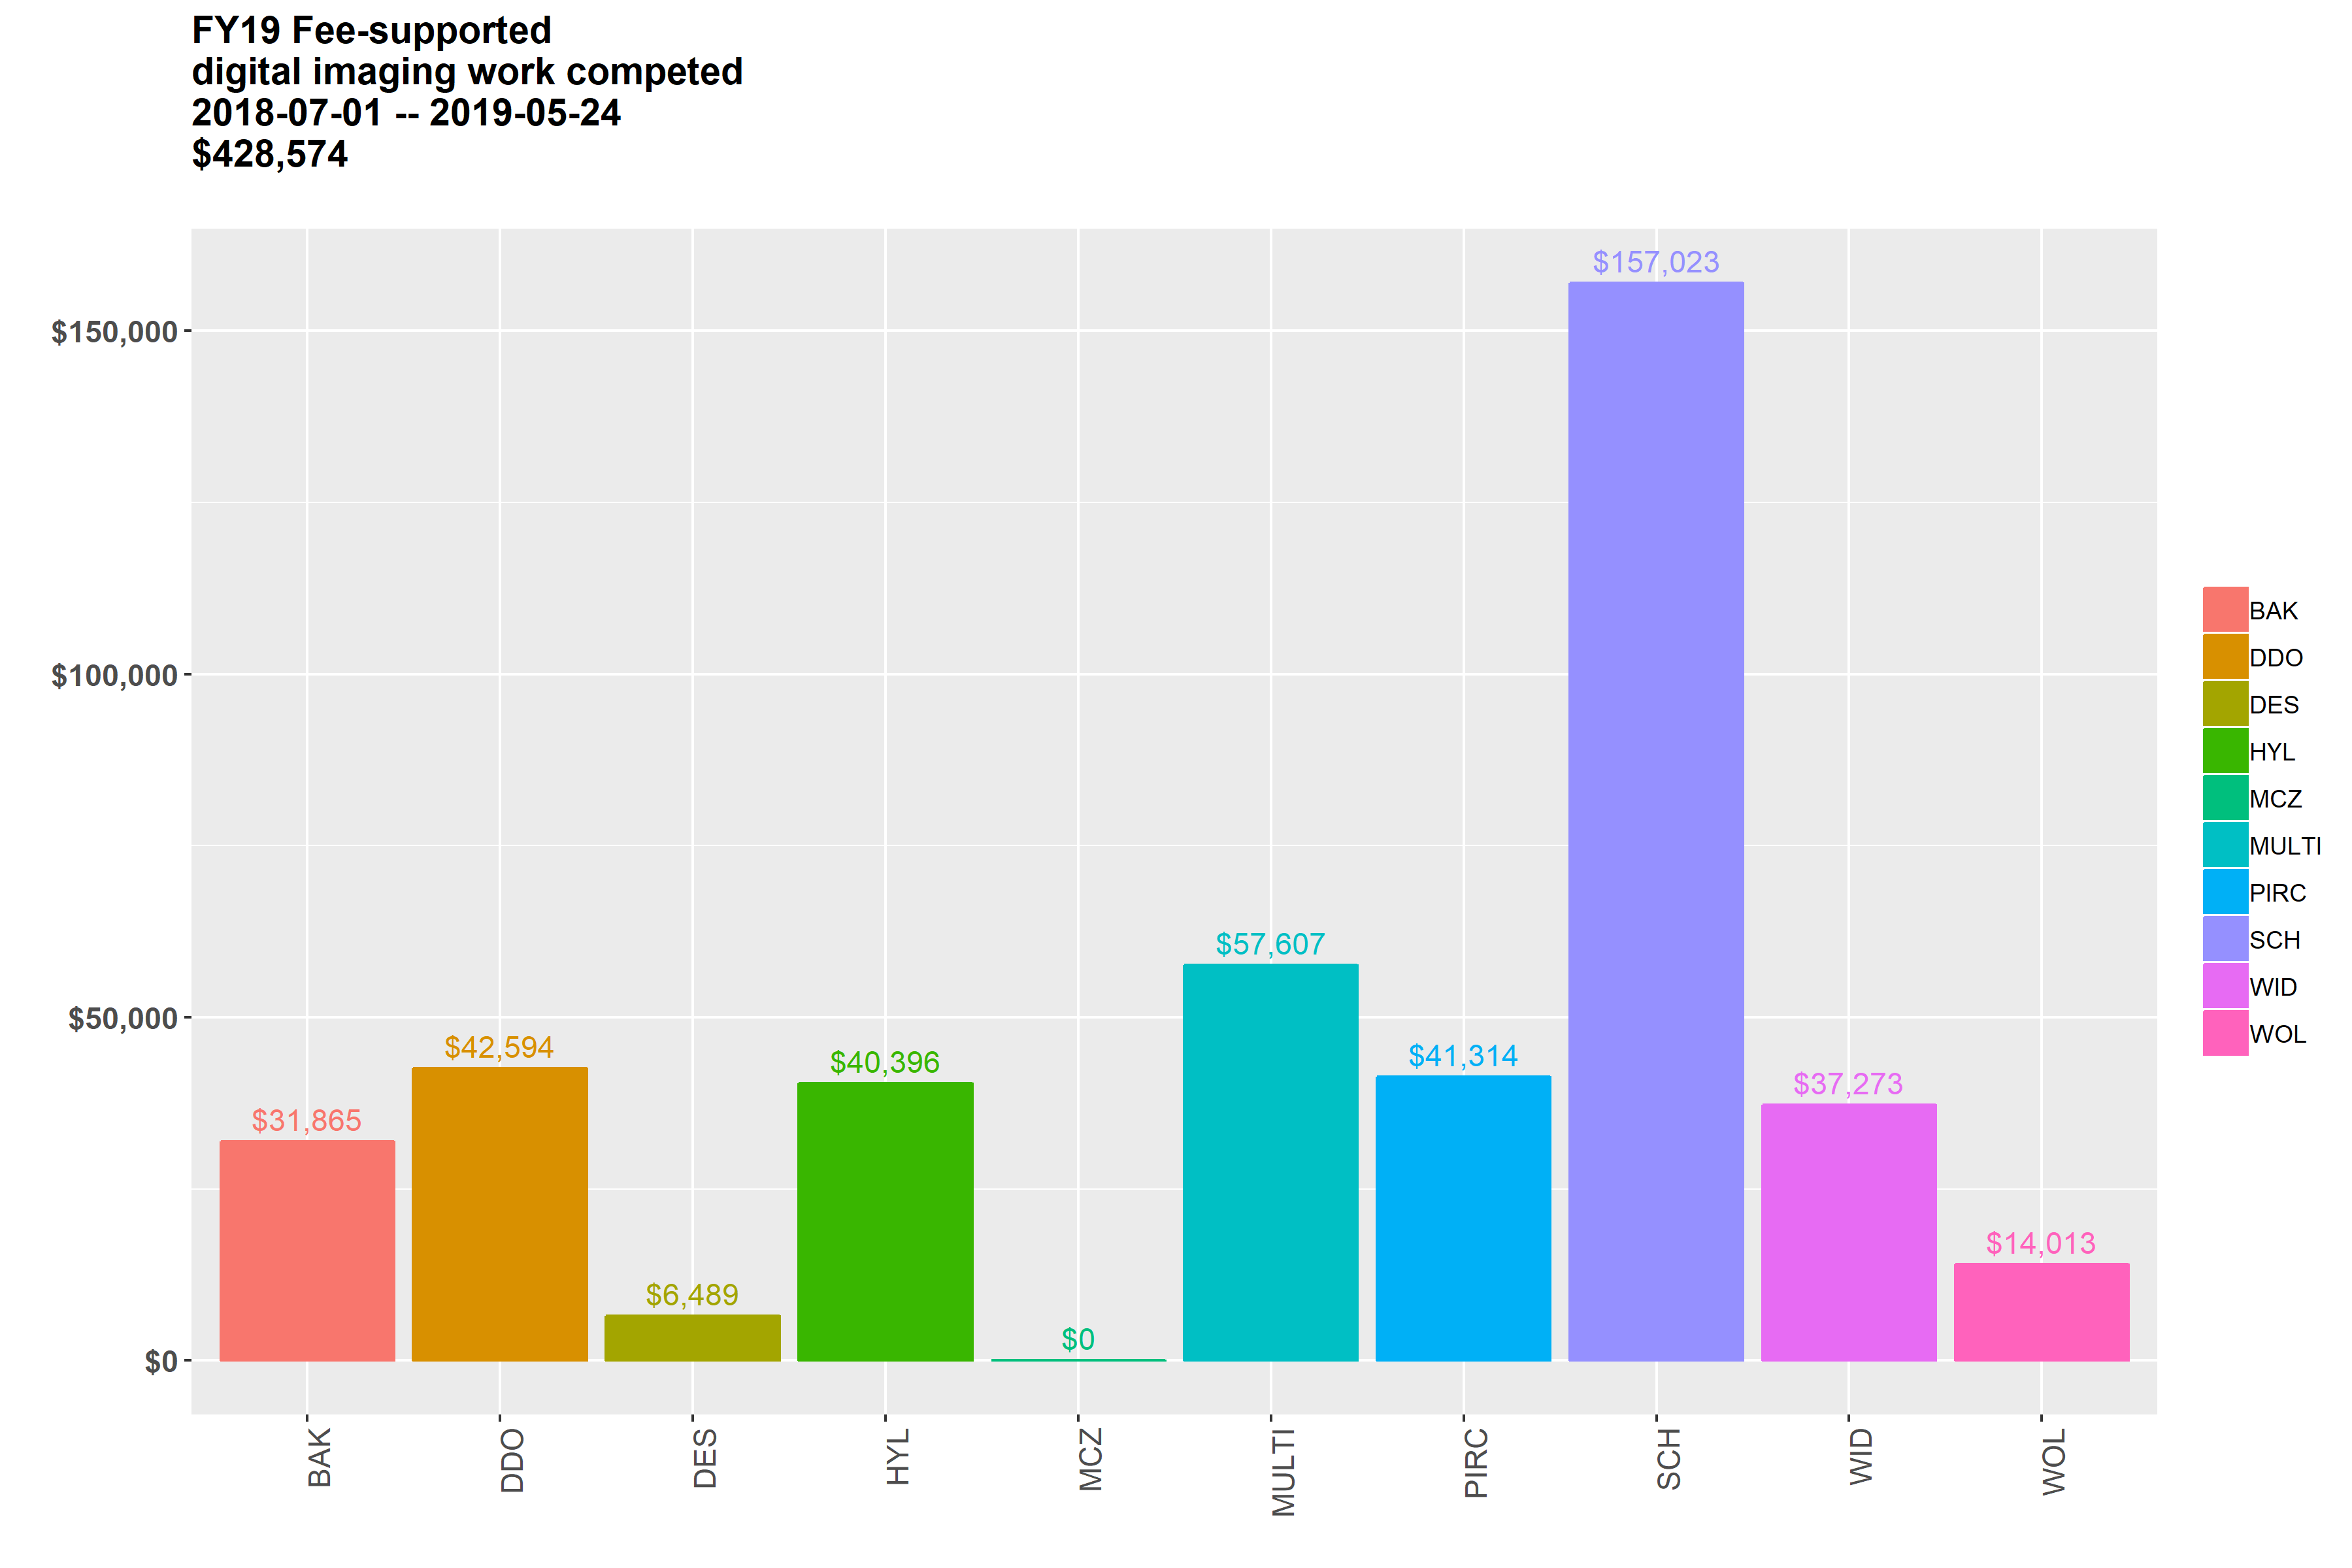 FY19 Fee-supported
digital imaging work competed
2018-07-01 -- 2019-05-24
$428,574
$157,023
$150,000
$100,000
$57,607
$50,000
$42,594
$40,396
$41,314
$37,273
$31,865
$14,013
$6,489
$0
$0
BAK
DDO
DES
HYL
MCZ
MULTI
PIRC
SCH
WID
WOL
BAK
DDO
DES
HYL
MCZ
MULTI
PIRC
SCH
WID
WOL